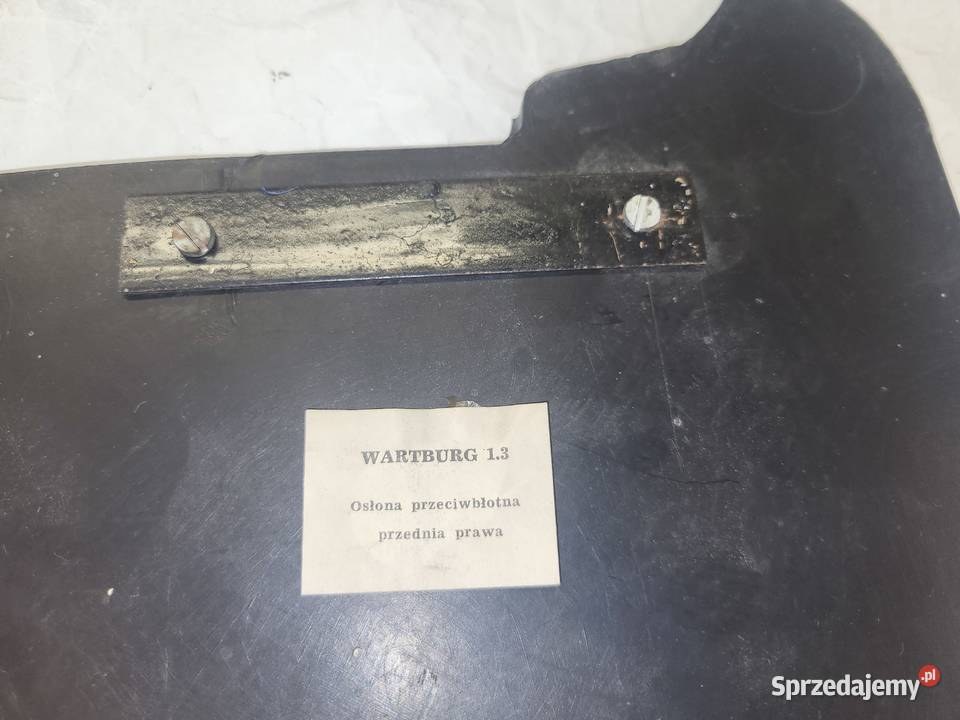 WARTBURG 1.3
Osłona przeciwbłotna
przednia prawa
Sprzedajemy.pl